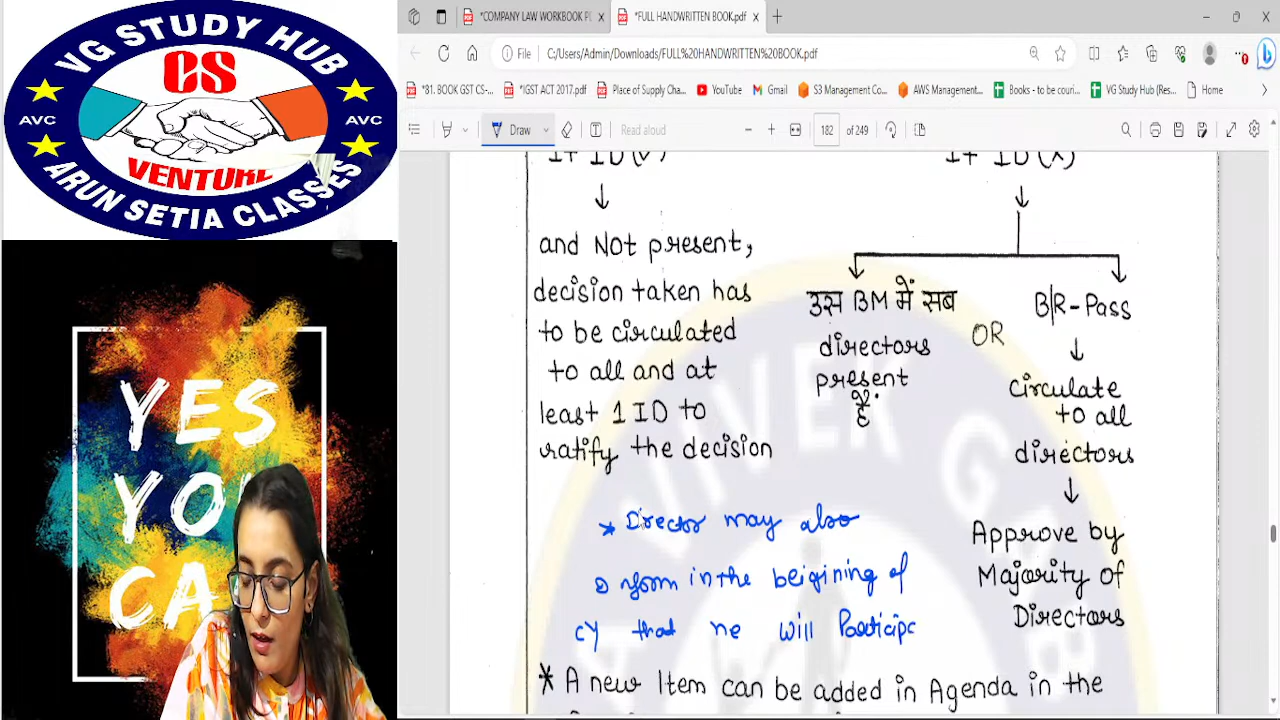 VG STUDY HUB
CS
AVC
AVC
VENTURE
ARUN SETIA CLASSES
YES
YO
CA
*COMPANY LAW WORKBOOK P
*FULL HANDWRITTEN BOOK.pdf
File
C:/Users/Admin/Downloads/FULL%20HANDWRITTEN%20BOOK.pdf
*81. BOOK GST CS-...
*IGST ACT 2017.pdf
Place of Supply Cha...
YouTube
Gmail
S3 Management Co...
AWS Management...
Books - to be couri...
VG Study Hub (Res...
Home
Draw
Read aloud
182
of 249
and Not present,
decision taken has
to be circulated
to all and at
least 1 ID to
ratify the decision
उस BM में सब
directors
present
हैं
OR
B/R - Pass
Circulate
to all
directors
Approve by
Majority of
Directors
* Director may also
in the beigining of
cy that he will Participa
* A new Item can be added in Agenda in the